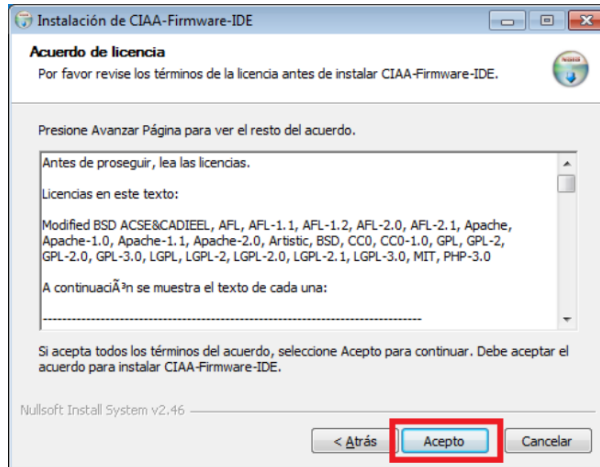 Instalación de CIAA-Firmware-IDE
Acuerdo de licencia
Por favor revise los términos de la licencia antes de instalar CIAA-Firmware-IDE.
Presione Avanzar Página para ver el resto del acuerdo.
Antes de proseguir, lea las licencias.
Licencias en este texto:
Modified BSD ACSE&CADIEEL, AFL, AFL-1.1, AFL-1.2, AFL-2.0, AFL-2.1, Apache,
Apache-1.0, Apache-1.1, Apache-2.0, Artistic, BSD, CC0, CC0-1.0, GPL, GPL-2,
GPL-2.0, GPL-3.0, LGPL, LGPL-2, LGPL-2.0, LGPL-2.1, LGPL-3.0, MIT, PHP-3.0
A continuaciÃ³n se muestra el texto de cada una:
--------------------------------------------------------------------------------
Si acepta todos los términos del acuerdo, seleccione Acepto para continuar. Debe aceptar el
acuerdo para instalar CIAA-Firmware-IDE.
Nullsoft Install System v2.46
< Atrás
Acepto
Cancelar